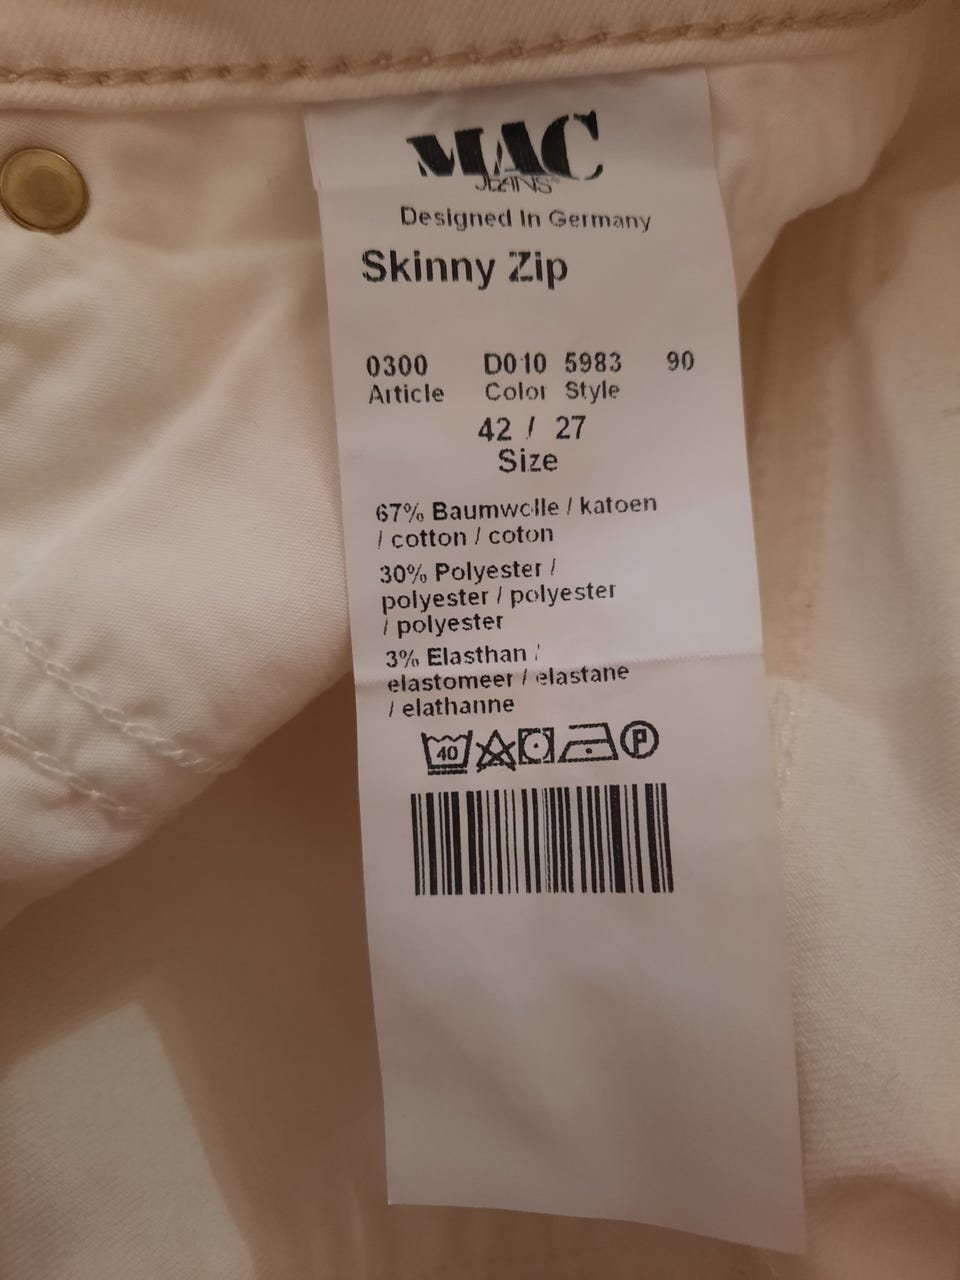 MAC
JEANS
Designed In Germany
Skinny Zip
0300 D010 5983 90
Article Color Style
42 / 27
Size
67% Baumwolle / katoen
/ cotton / coton
30% Polyester /
polyester / polyester
/ polyester
3% Elasthan /
elastomeer / elastane
/ elathanne
40 P